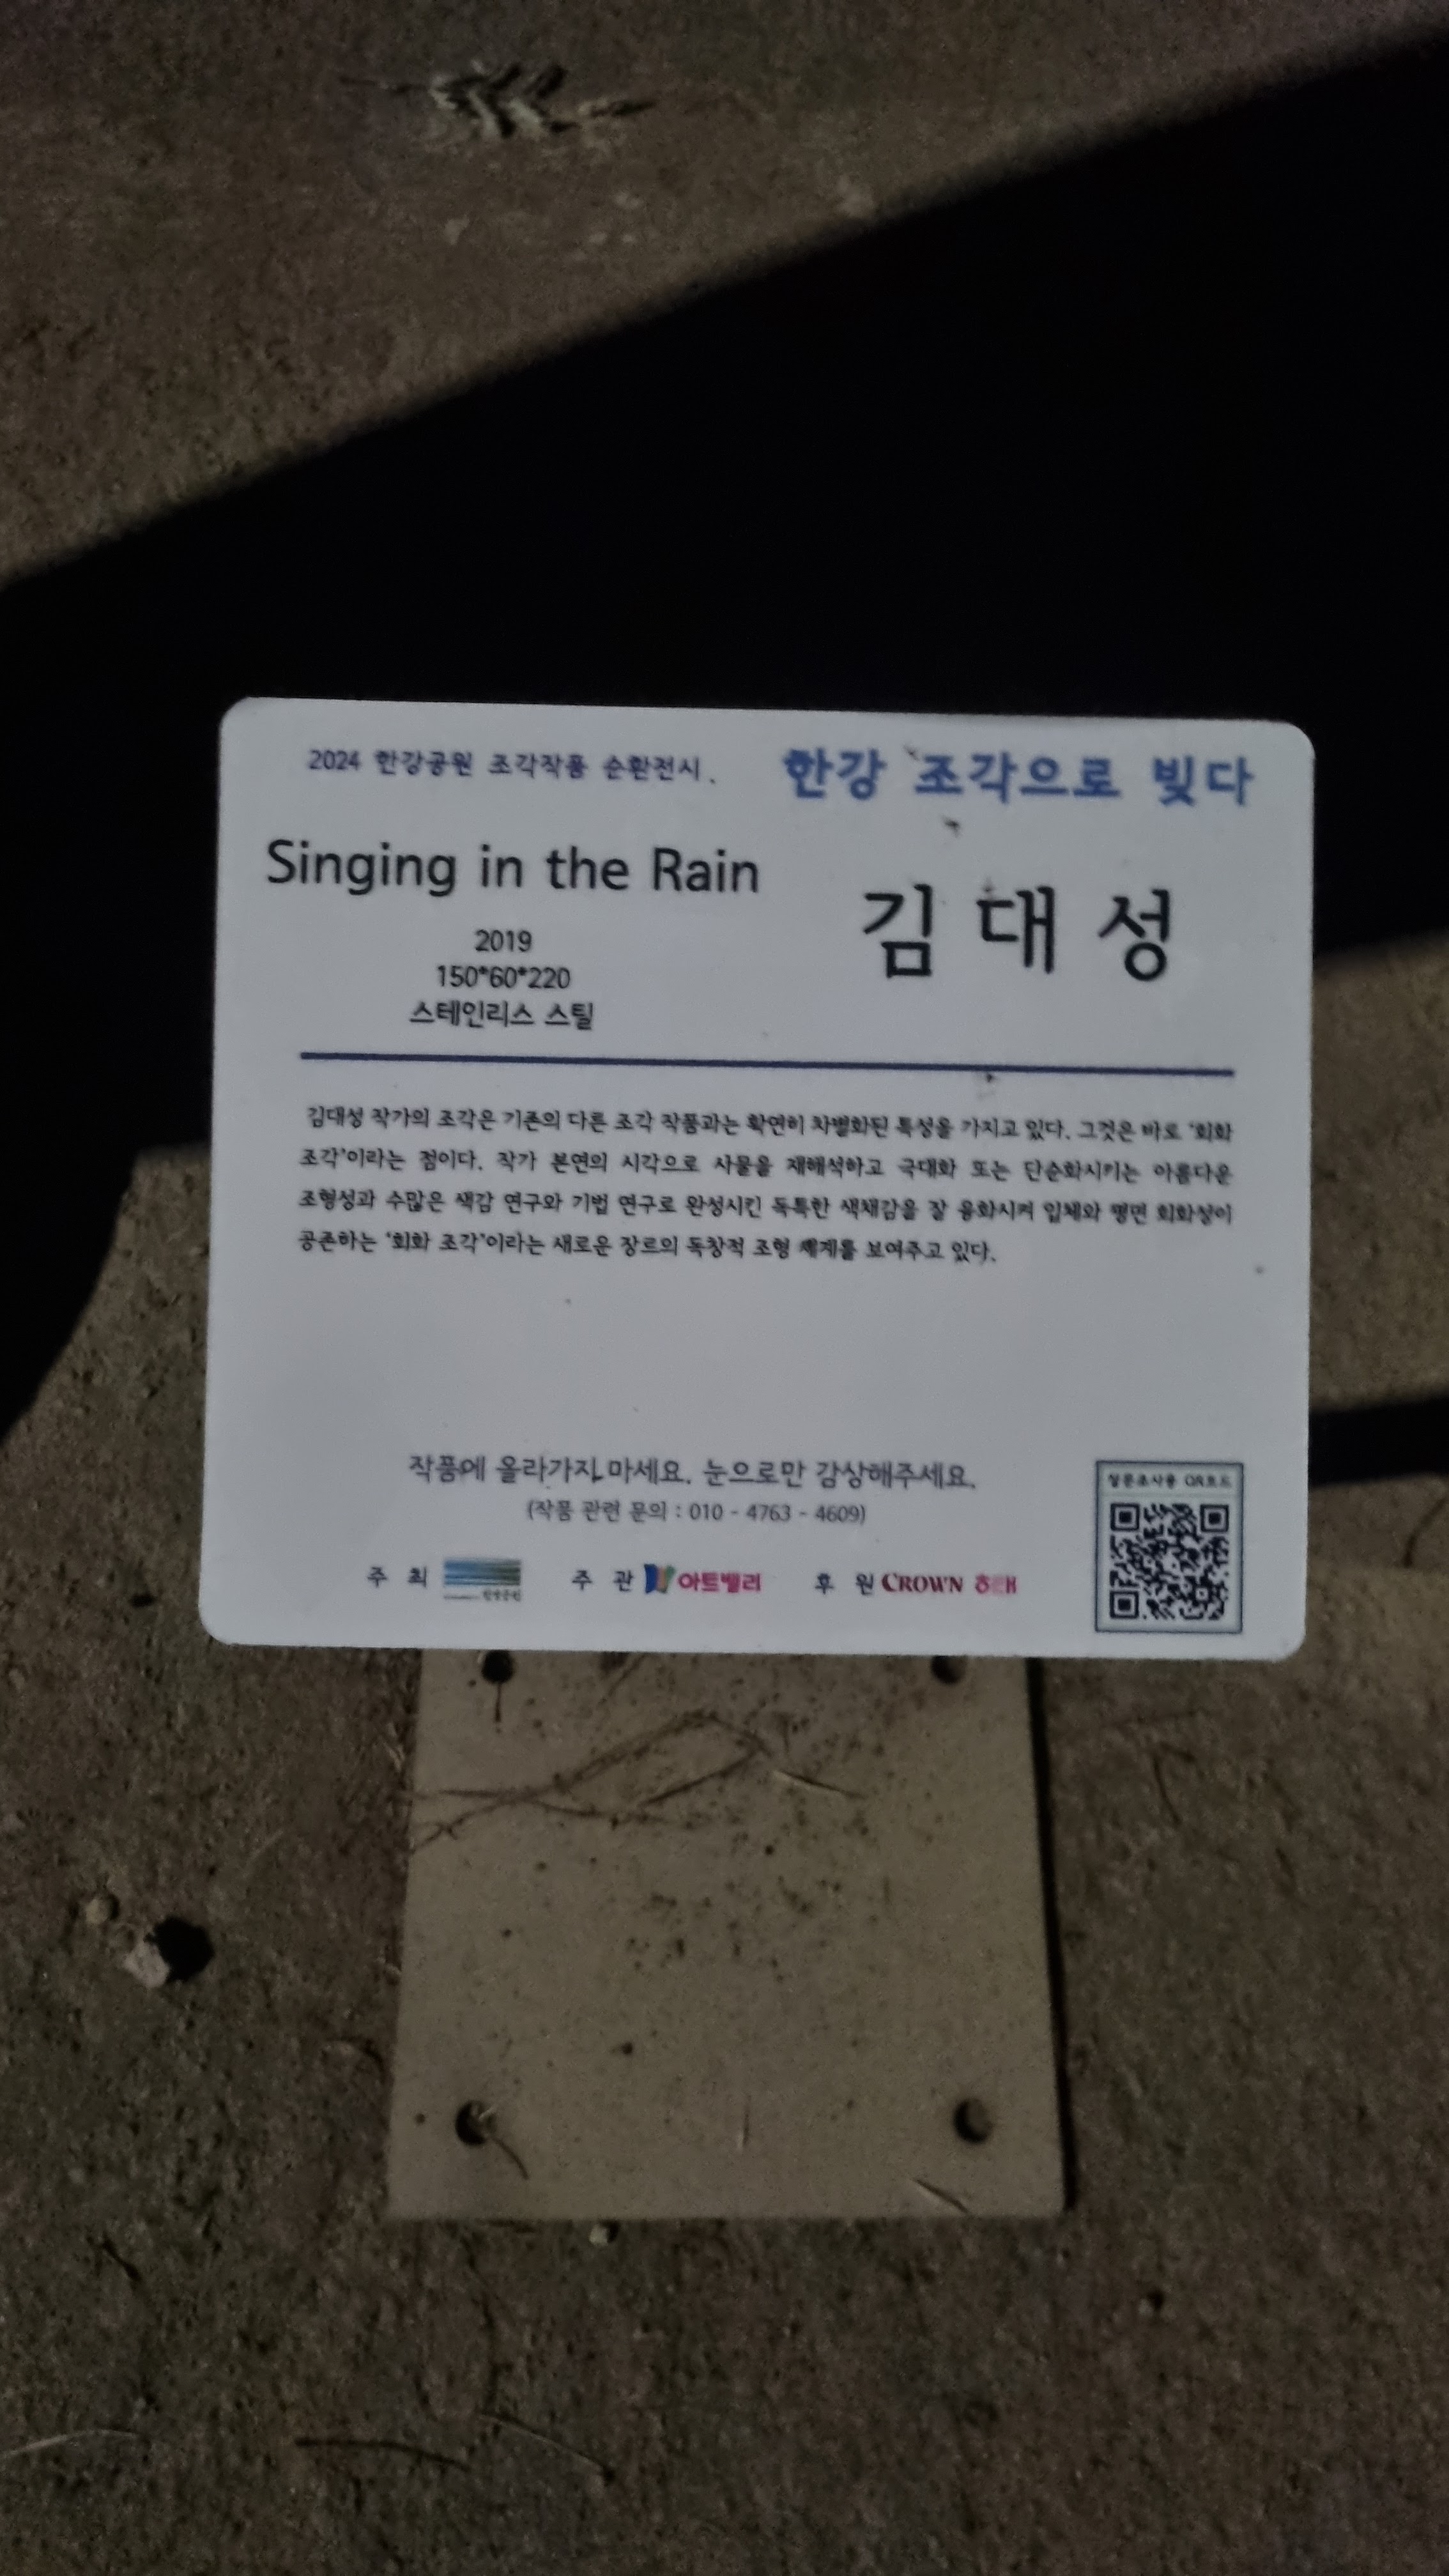 2024 한강공원 조각작품 순환전시. 한강 조각으로 빚다
Singing in the Rain
김대성
2019
150*60*220
스테인리스 스틸
김대성 작가의 조각은 기존의 다른 조각 작품과는 확연히 차별화된 특성을 가지고 있다. 그것은 바로 '회화
조각'이라는 점이다. 작가 본연의 시각으로 사물을 재해석하고 극대화 또는 단순화시키는 아름다운
조형성과 수많은 색감 연구와 기법 연구로 완성시킨 독특한 색채감을 잘 융화시켜 입체와 평면 회화성이
공존하는 '회화 조각'이라는 새로운 장르의 독창적 조형 세계를 보여주고 있다.
작품에 올라가지 마세요. 눈으로만 감상해주세요.
(작품 관련 문의 : 010 - 4763 - 4609)
설문조사용 QR코드
주 최 주 관 아트밸리 후 원 CROWN 해태